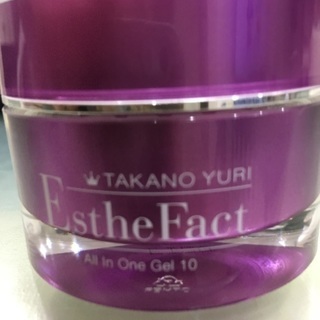 TAKANO YURI
EstheFact
All In One Gel 10